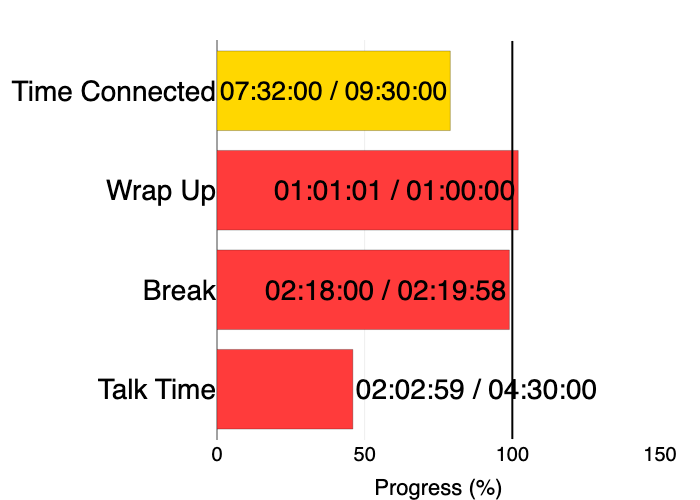 Time Connected 07:32:00 / 09:30:00
Wrap Up 01:01:01 / 01:00:00
Break 02:18:00 / 02:19:58
Talk Time 02:02:59 / 04:30:00
0 50 100 150
Progress (%)